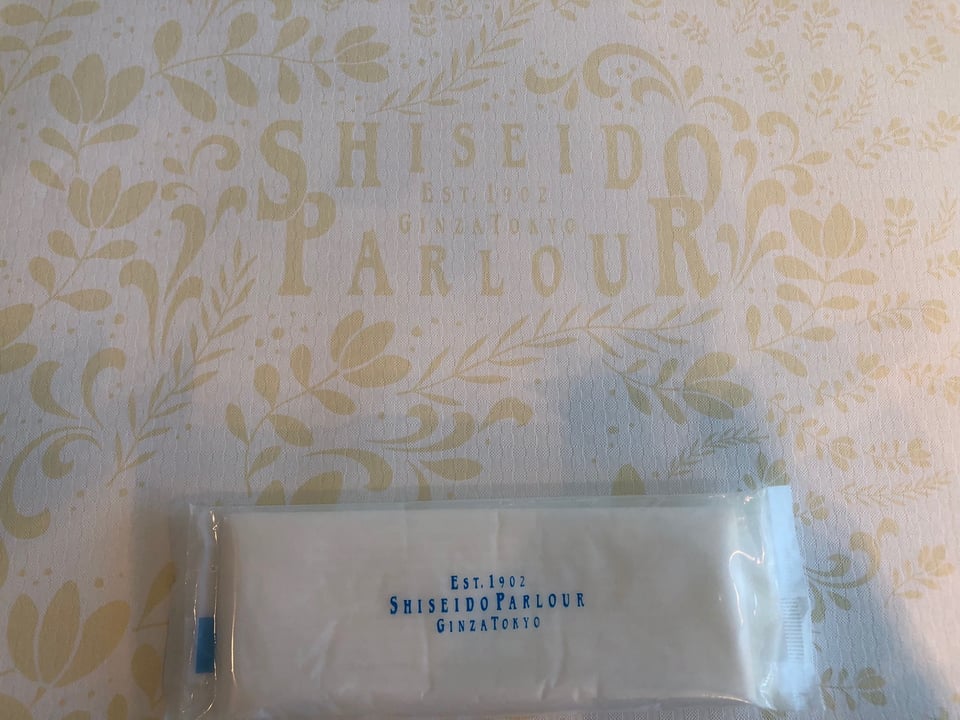 SHISEIDO
EST. 1902
GINZA TOKYO
PARLOUR
EST. 1902
SHISEIDO PARLOUR
GINZA TOKYO